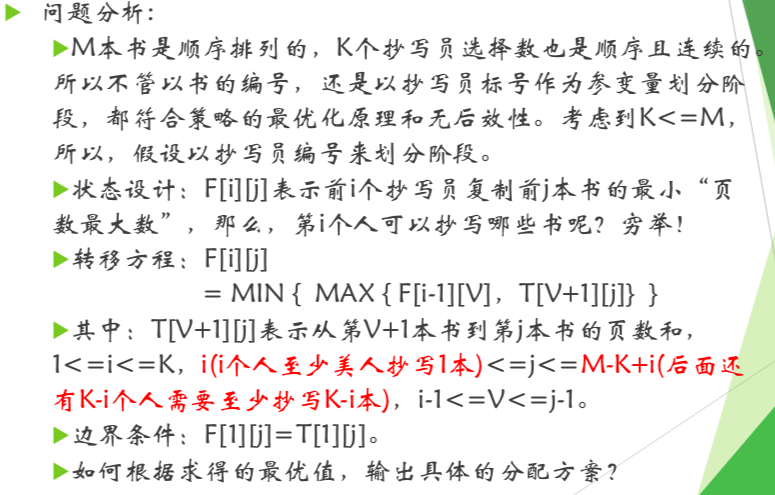 问题分析：
M本书是顺序排列的，K个抄写员选择数也是顺序且连续的。
所以不管以书的编号，还是以抄写员标号作为参变量划分阶
段，都符合策略的最优化原理和无后效性。考虑到K<=M，
所以，假设以抄写员编号来划分阶段。
状态设计：F[i][j]表示前i个抄写员复制前j本书的最小“页
数最大数”，那么，第i个人可以抄写哪些书呢？穷举！
转移方程：F[i][j]
= MIN { MAX { F[i-1][V]，T[V+1][j]} }
其中：T[V+1][j]表示从第V+1本书到第j本书的页数和，
1<=i<=K，i(i个人至少美人抄写1本)<=j<=M-K+i(后面还
有K-i个人需要至少抄写K-i本)，i-1<=V<=j-1。
边界条件：F[1][j]=T[1][j]。
如何根据求得的最优值，输出具体的分配方案？